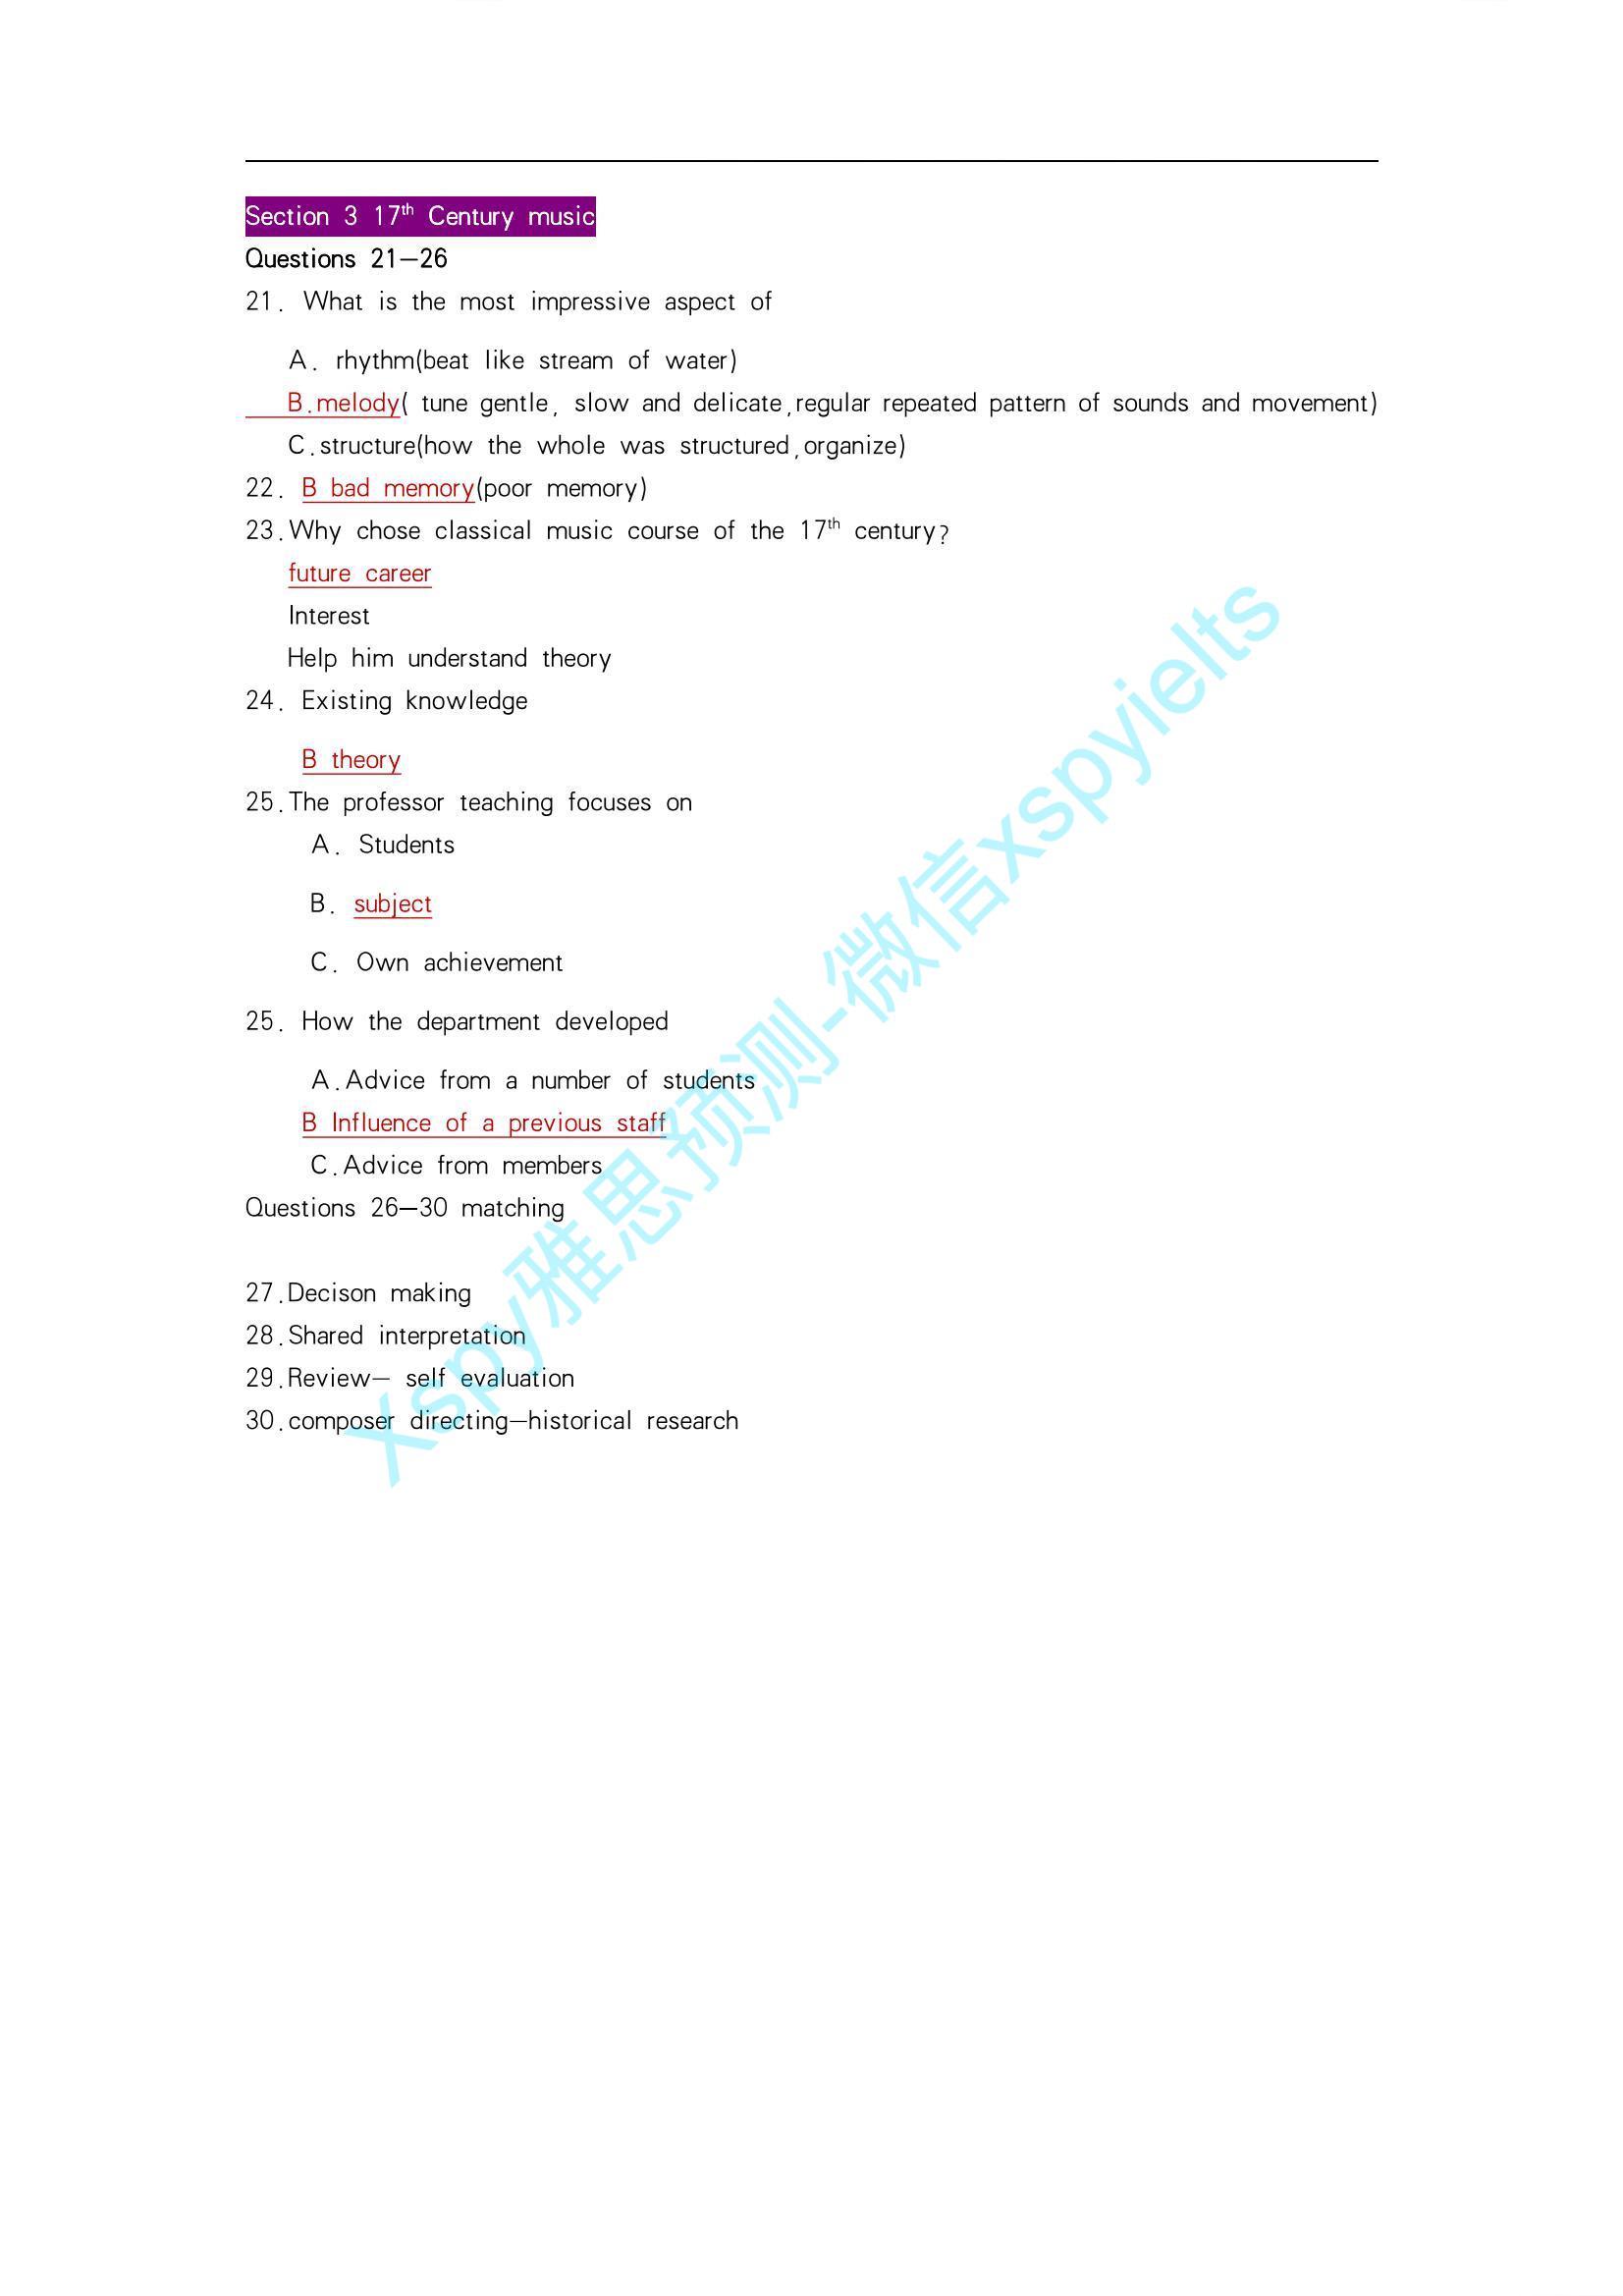 Section 3 17th Century music
Questions 21—26
21. What is the most impressive aspect of
A. rhythm(beat like stream of water)
B.melody( tune gentle, slow and delicate,regular repeated pattern of sounds and movement)
C.structure(how the whole was structured,organize)
22. B bad memory(poor memory)
23.Why chose classical music course of the 17th century?
future career
Interest
Help him understand theory
24. Existing knowledge
B theory
25.The professor teaching focuses on
A. Students
B. subject
C. Own achievement
25. How the department developed
A.Advice from a number of students
B Influence of a previous staff
C.Advice from members
Questions 26—30 matching
27.Decison making
28.Shared interpretation
29.Review— self evaluation
30.composer directing—historical research
Xspy雅思预测-微信xspyielts